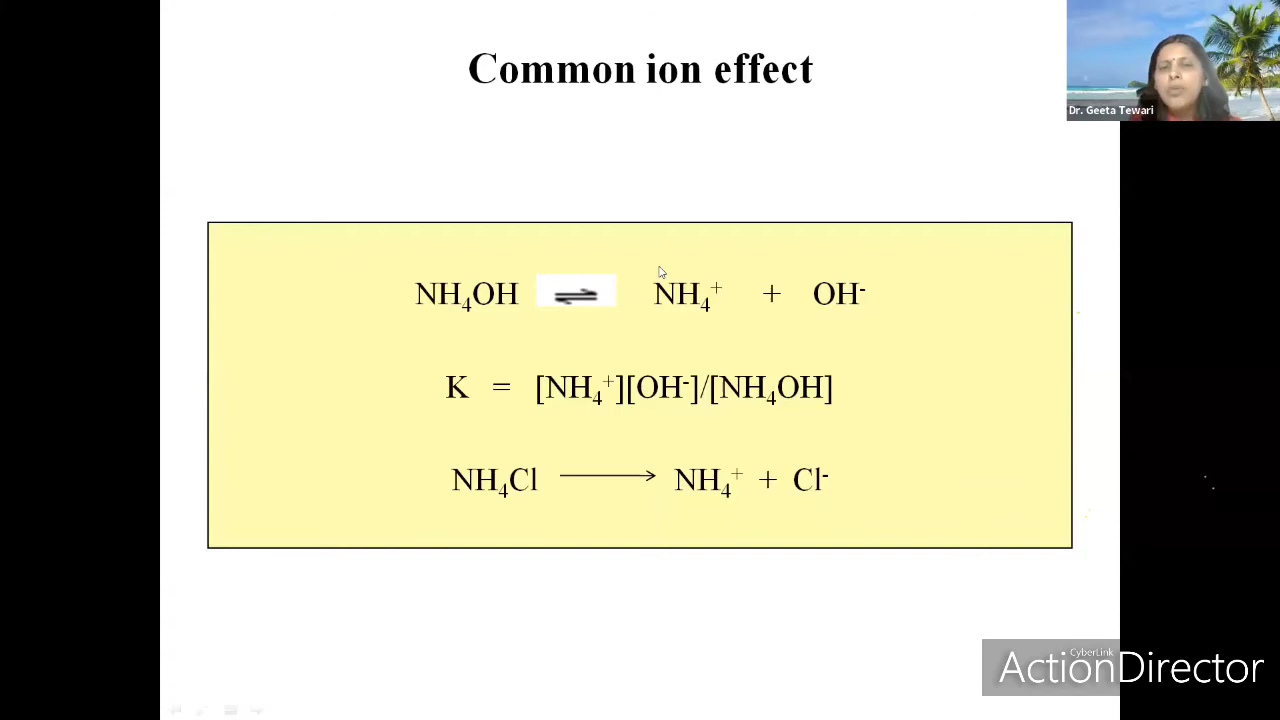 Common ion effect
Dr. Geeta Tewari
NH₄OH ⇌ NH₄⁺ + OH⁻
K = [NH₄⁺][OH⁻]/[NH₄OH]
NH₄Cl ⟶ NH₄⁺ + Cl⁻
CyberLink
ActionDirector